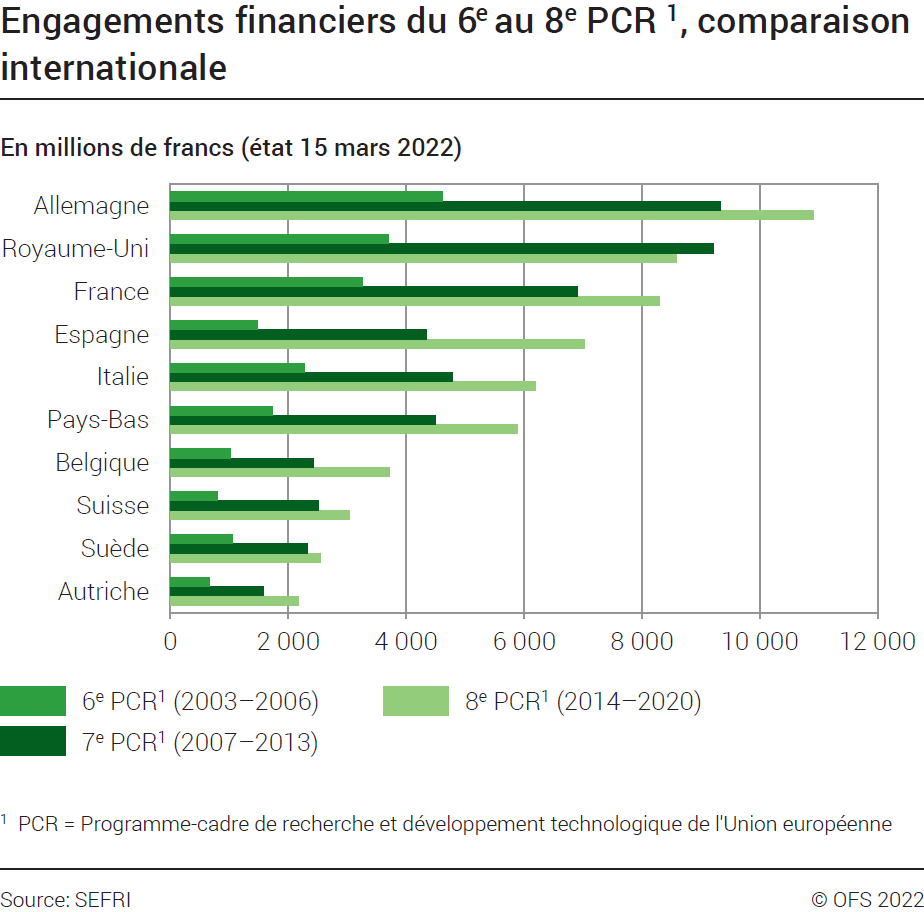 Engagements financiers du 6e au 8e PCR 1, comparaison
internationale
En millions de francs (état 15 mars 2022)
Allemagne
Royaume-Uni
France
Espagne
Italie
Pays-Bas
Belgique
Suisse
Suède
Autriche
0 2 000 4 000 6 000 8 000 10 000 12 000
6e PCR1 (2003–2006) 8e PCR1 (2014–2020)
7e PCR1 (2007–2013)
1 PCR = Programme-cadre de recherche et développement technologique de l'Union européenne
Source: SEFRI © OFS 2022